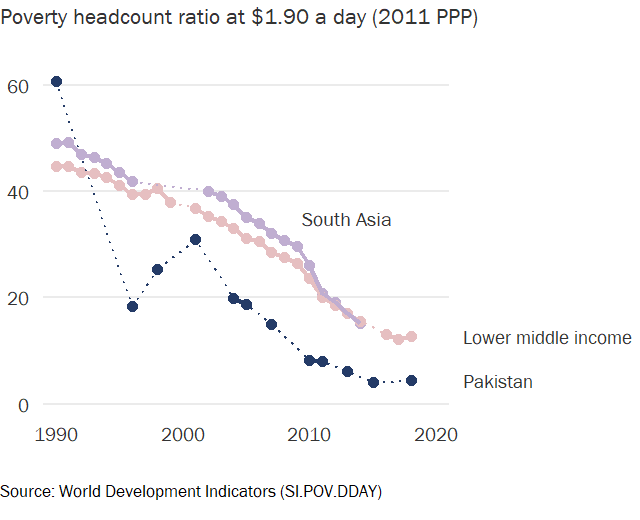 Poverty headcount ratio at $1.90 a day (2011 PPP)
60
40
South Asia
20
Lower middle income
Pakistan
0
1990 2000 2010 2020
Source: World Development Indicators (SI.POV.DDAY)